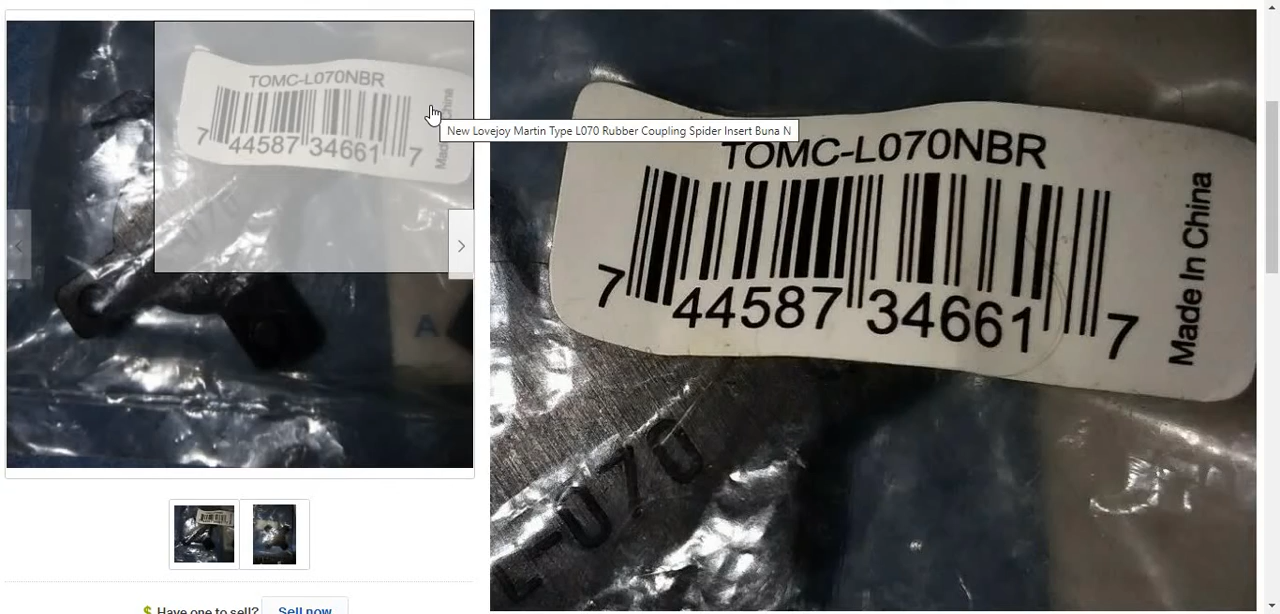 TOMC-L070NBR
7 44587 34661 7
Made In China
A
New Lovejoy Martin Type L070 Rubber Coupling Spider Insert Buna N
$ Have one to sell? Sell now
TOMC-L070NBR
7 44587 34661 7
Made In China
070